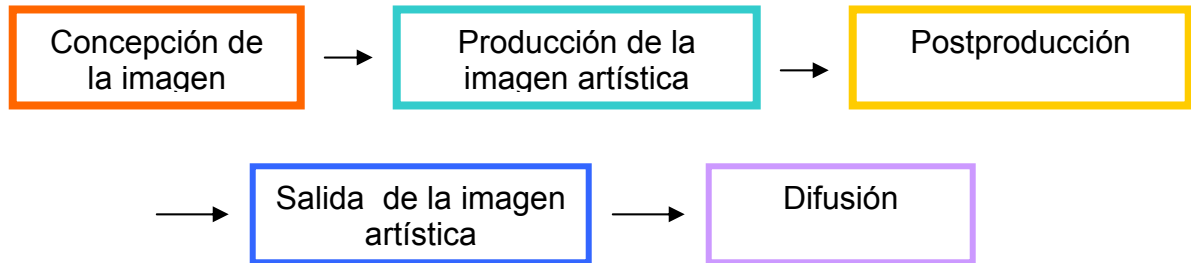 Concepción de
la imagen
Producción de la
imagen artística
Postproducción
Salida  de la imagen
artística
Difusión